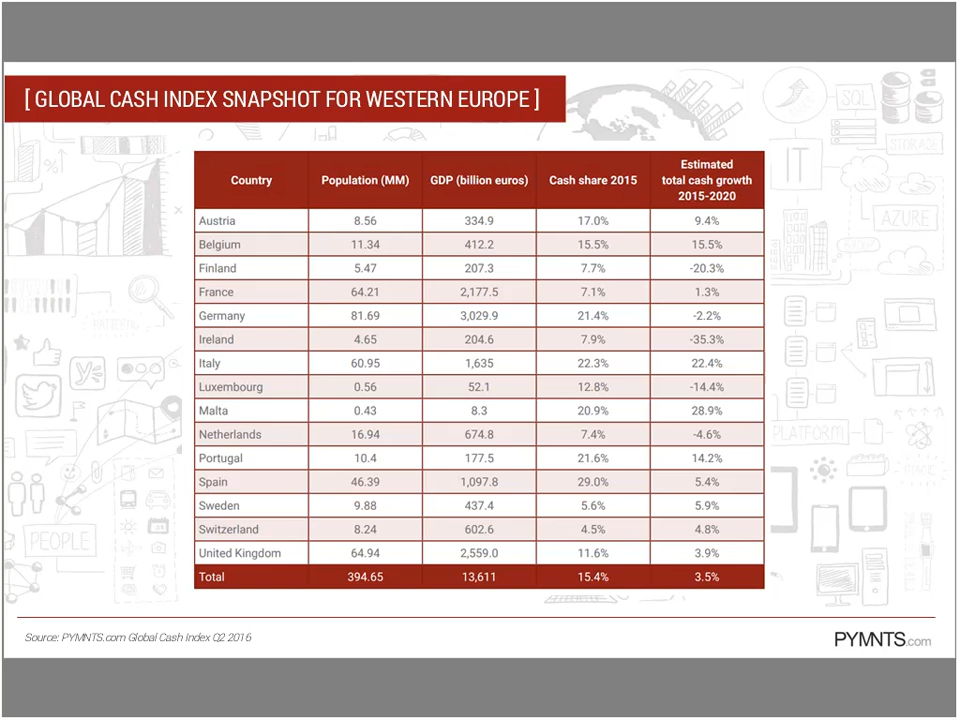 [ GLOBAL CASH INDEX SNAPSHOT FOR WESTERN EUROPE ]
Country Population (MM) GDP (billion euros) Cash share 2015 Estimated total cash growth 2015-2020
Austria 8.56 334.9 17.0% 9.4%
Belgium 11.34 412.2 15.5% 15.5%
Finland 5.47 207.3 7.7% -20.3%
France 64.21 2,177.5 7.1% 1.3%
Germany 81.69 3,029.9 21.4% -2.2%
Ireland 4.65 204.6 7.9% -35.3%
Italy 60.95 1,635 22.3% 22.4%
Luxembourg 0.56 52.1 12.8% -14.4%
Malta 0.43 8.3 20.9% 28.9%
Netherlands 16.94 674.8 7.4% -4.6%
Portugal 10.4 177.5 21.6% 14.2%
Spain 46.39 1,097.8 29.0% 5.4%
Sweden 9.88 437.4 5.6% 5.9%
Switzerland 8.24 602.6 4.5% 4.8%
United Kingdom 64.94 2,559.0 11.6% 3.9%
Total 394.65 13,611 15.4% 3.5%
SQL
STORAGE
IT
AZURE
PLATFORM
PEOPLE
Source: PYMNTS.com Global Cash Index Q2 2016
PYMNTS.com